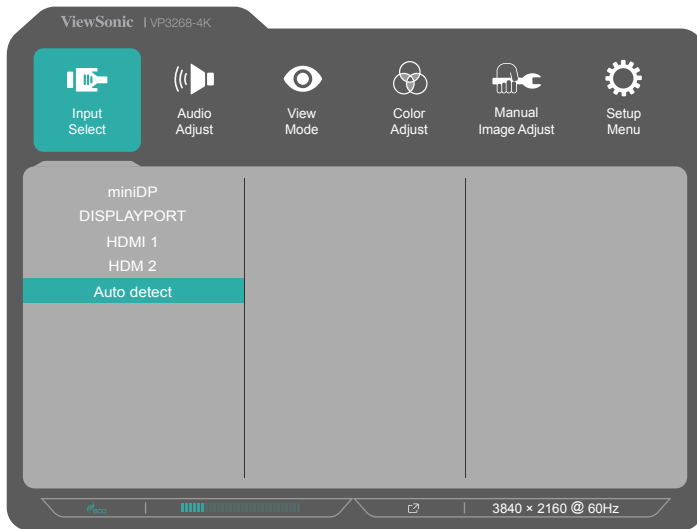 ViewSonic | VP3268-4K
Input
Select
Audio
Adjust
View
Mode
Color
Adjust
Manual
Image Adjust
Setup
Menu
miniDP
DISPLAYPORT
HDMI 1
HDM 2
Auto detect
eco | | 3840 × 2160 @ 60Hz